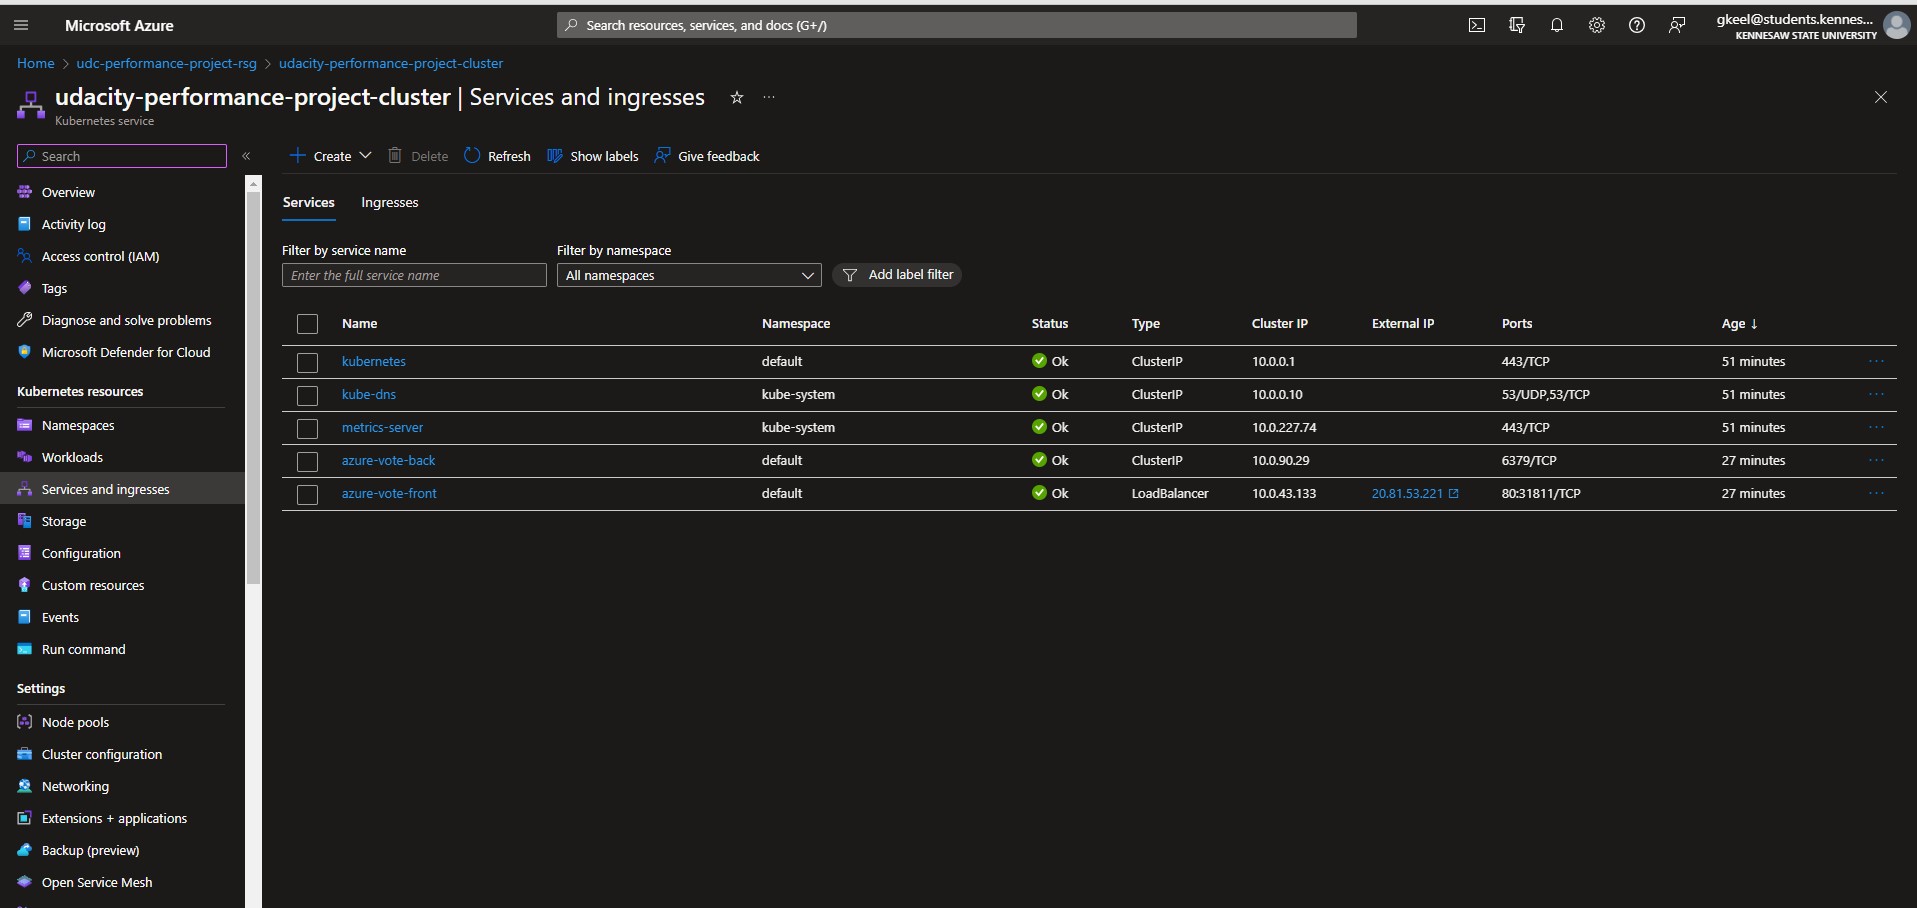 Microsoft Azure
Search resources, services, and docs (G+/)
gkeel@students.kennes...
KENNESAW STATE UNIVERSITY
Home > udc-performance-project-rsg > udacity-performance-project-cluster
udacity-performance-project-cluster | Services and ingresses
Kubernetes service
Search
Overview
Activity log
Access control (IAM)
Tags
Diagnose and solve problems
Microsoft Defender for Cloud
Kubernetes resources
Namespaces
Workloads
Services and ingresses
Storage
Configuration
Custom resources
Events
Run command
Settings
Node pools
Cluster configuration
Networking
Extensions + applications
Backup (preview)
Open Service Mesh
Create Delete Refresh Show labels Give feedback
Services Ingresses
Filter by service name Filter by namespace
Enter the full service name All namespaces Add label filter
Name Namespace Status Type Cluster IP External IP Ports Age ↓
kubernetes default Ok ClusterIP 10.0.0.1 443/TCP 51 minutes
kube-dns kube-system Ok ClusterIP 10.0.0.10 53/UDP,53/TCP 51 minutes
metrics-server kube-system Ok ClusterIP 10.0.227.74 443/TCP 51 minutes
azure-vote-back default Ok ClusterIP 10.0.90.29 6379/TCP 27 minutes
azure-vote-front default Ok LoadBalancer 10.0.43.133 20.81.53.221 80:31811/TCP 27 minutes